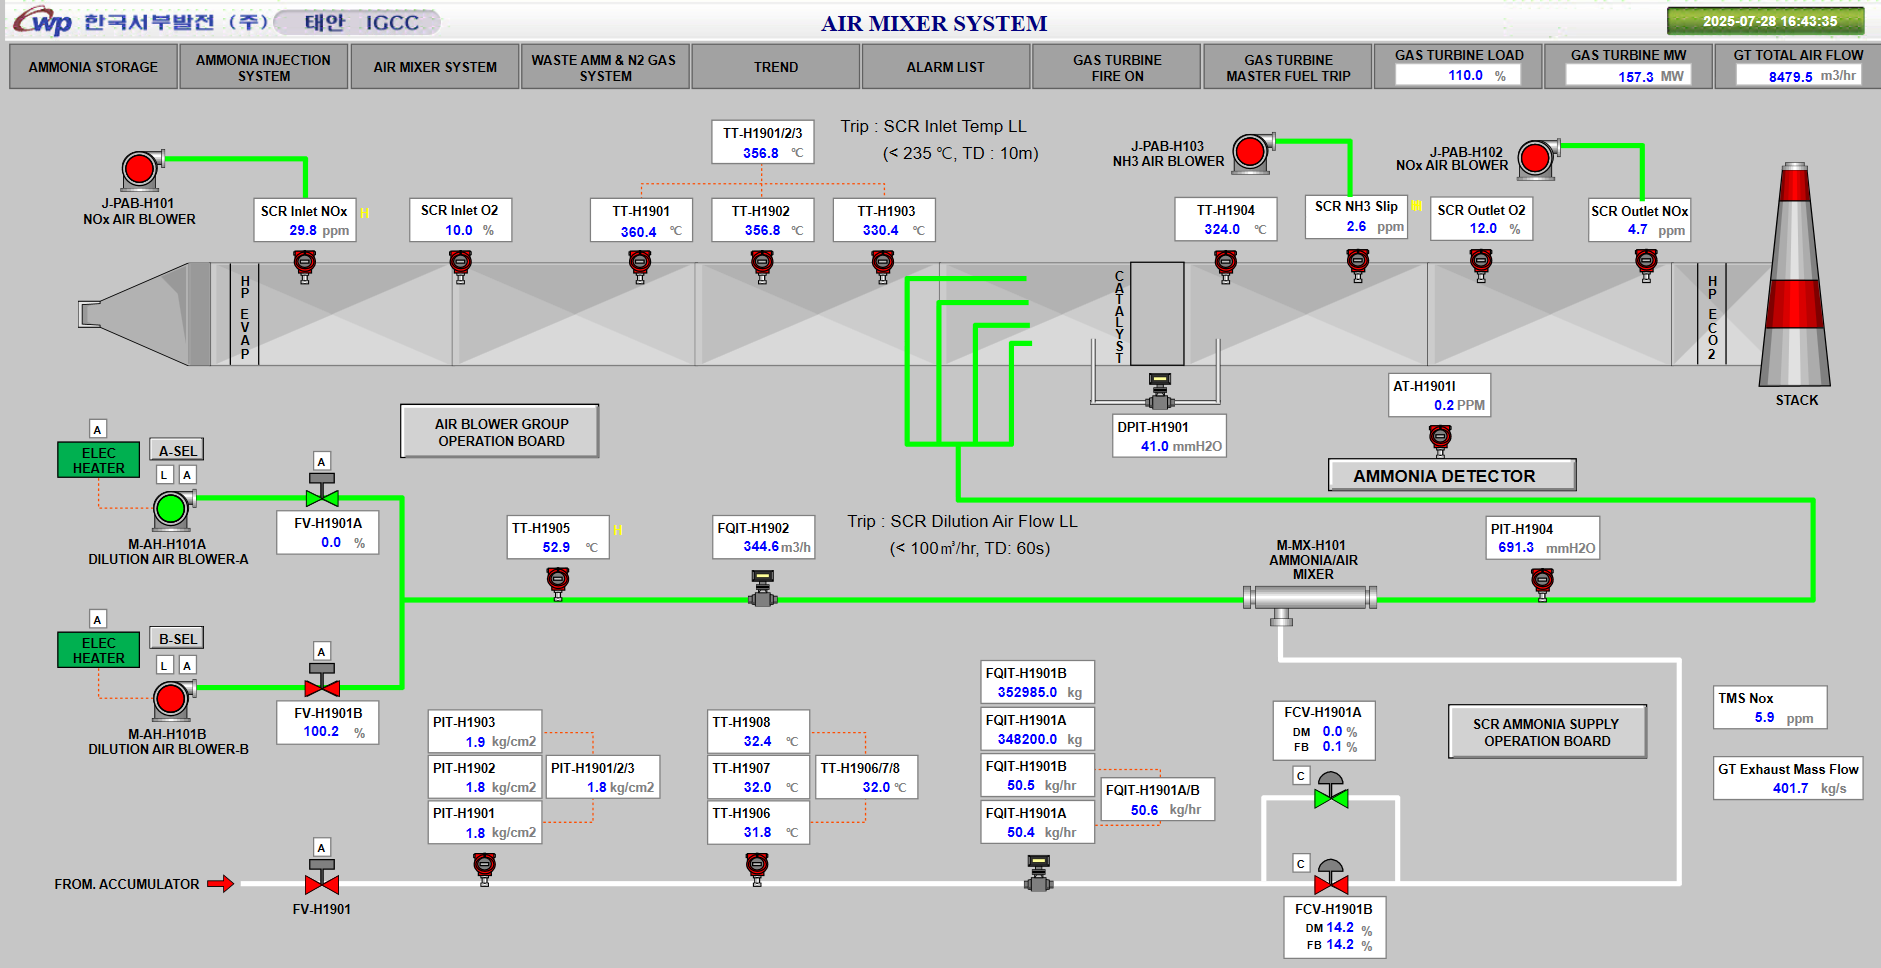 CWP 한국서부발전 (주) 태안 IGCC
AIR MIXER SYSTEM
2025-07-28 16:43:35
AMMONIA STORAGE
AMMONIA INJECTION
SYSTEM
AIR MIXER SYSTEM
WASTE AMM & N2 GAS
SYSTEM
TREND
ALARM LIST
GAS TURBINE
FIRE ON
GAS TURBINE
MASTER FUEL TRIP
GAS TURBINE LOAD
110.0 %
GAS TURBINE MW
157.3 MW
GT TOTAL AIR FLOW
8479.5 m3/hr
TT-H1901/2/3
356.8 ℃
Trip : SCR Inlet Temp LL
(< 235 ℃, TD : 10m)
J-PAB-H101
NOx AIR BLOWER
J-PAB-H103
NH3 AIR BLOWER
J-PAB-H102
NOx AIR BLOWER
SCR Inlet NOx
29.8 ppm
H
SCR Inlet O2
10.0 %
TT-H1901
360.4 ℃
TT-H1902
356.8 ℃
TT-H1903
330.4 ℃
TT-H1904
324.0 ℃
SCR NH3 Slip
2.6 ppm
SCR Outlet O2
12.0 %
SCR Outlet NOx
4.7 ppm
HP EVAP
CATALYST
HP ECO2
STACK
DPIT-H1901
41.0 mmH2O
AT-H1901I
0.2 PPM
AMMONIA DETECTOR
AIR BLOWER GROUP
OPERATION BOARD
A
ELEC
HEATER
A-SEL
L A
M-AH-H101A
DILUTION AIR BLOWER-A
A
FV-H1901A
0.0 %
TT-H1905
52.9 ℃
H
FQIT-H1902
344.6 m3/h
Trip : SCR Dilution Air Flow LL
(< 100㎥/hr, TD: 60s)
M-MX-H101
AMMONIA/AIR
MIXER
PIT-H1904
691.3 mmH2O
A
ELEC
HEATER
B-SEL
L A
M-AH-H101B
DILUTION AIR BLOWER-B
A
FV-H1901B
100.2 %
PIT-H1903
1.9 kg/cm2
PIT-H1902
1.8 kg/cm2
PIT-H1901
1.8 kg/cm2
PIT-H1901/2/3
1.8 kg/cm2
TT-H1908
32.4 ℃
TT-H1907
32.0 ℃
TT-H1906
31.8 ℃
TT-H1906/7/8
32.0 ℃
FQIT-H1901B
352985.0 kg
FQIT-H1901A
348200.0 kg
FQIT-H1901B
50.5 kg/hr
FQIT-H1901A
50.4 kg/hr
FQIT-H1901A/B
50.6 kg/hr
FCV-H1901A
DM 0.0 %
FB 0.1 %
C
SCR AMMONIA SUPPLY
OPERATION BOARD
TMS Nox
5.9 ppm
GT Exhaust Mass Flow
401.7 kg/s
C
FCV-H1901B
DM 14.2 %
FB 14.2 %
FROM. ACCUMULATOR
A
FV-H1901